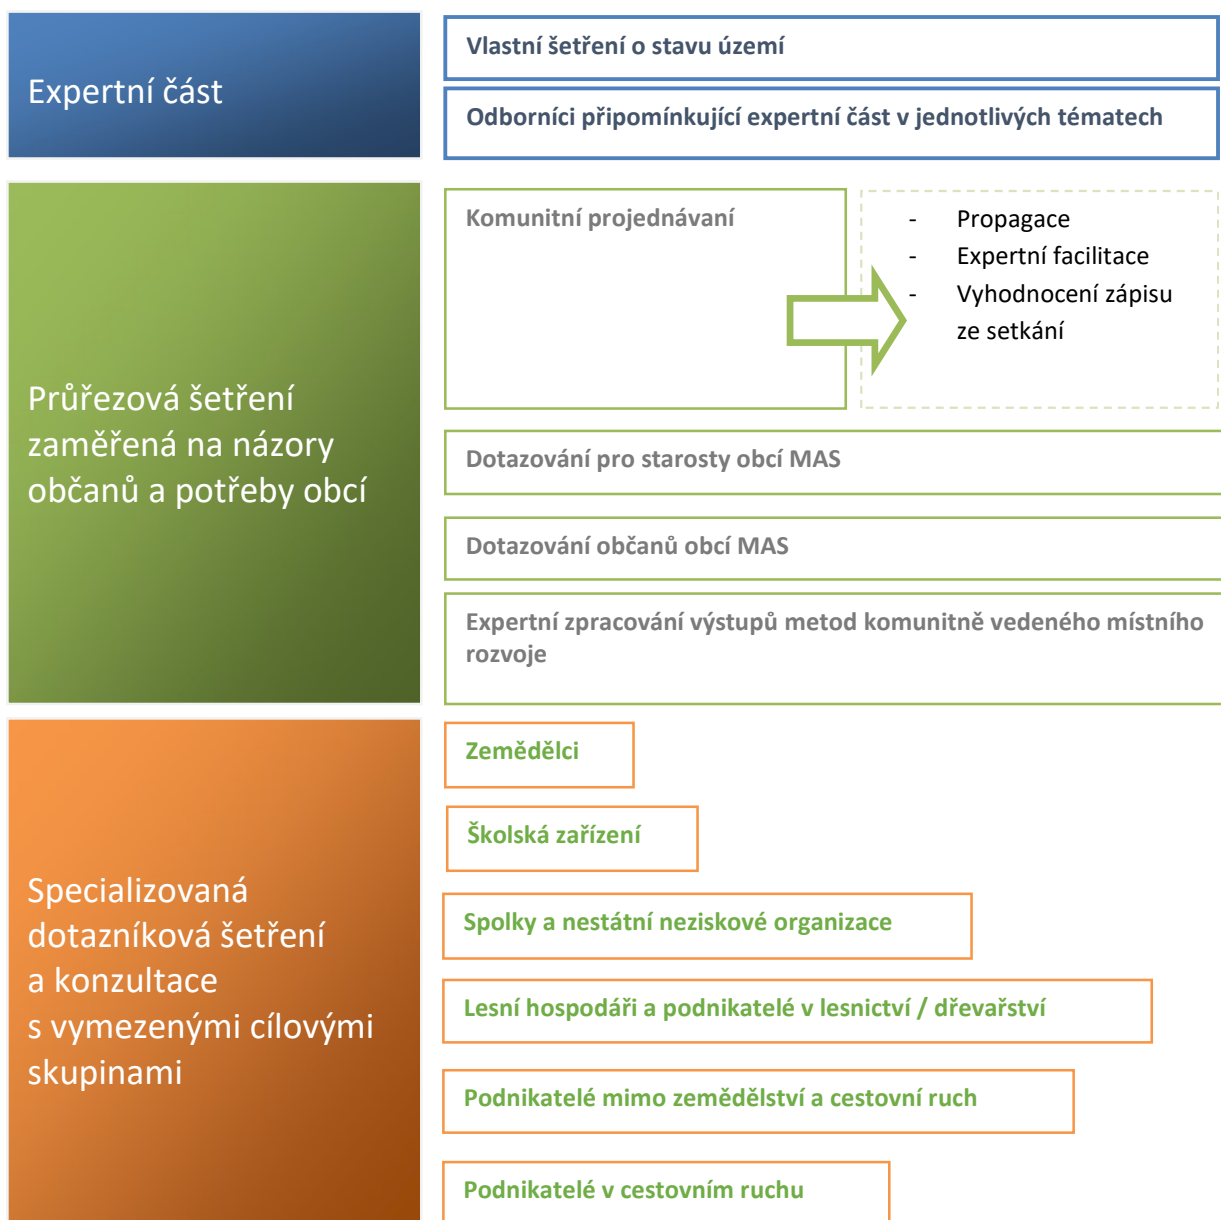 Expertní část
Vlastní šetření o stavu území
Odborníci připomínkující expertní část v jednotlivých tématech
Průřezová šetření
zaměřená na názory
občanů a potřeby obcí
Komunitní projednávaní
- Propagace
- Expertní facilitace
- Vyhodnocení zápisu
ze setkání
Dotazování pro starosty obcí MAS
Dotazování občanů obcí MAS
Expertní zpracování výstupů metod komunitně vedeného místního
rozvoje
Specializovaná
dotazníková šetření
a konzultace
s vymezenými cílovými
skupinami
Zemědělci
Školská zařízení
Spolky a nestátní neziskové organizace
Lesní hospodáři a podnikatelé v lesnictví / dřevařství
Podnikatelé mimo zemědělství a cestovní ruch
Podnikatelé v cestovním ruchu